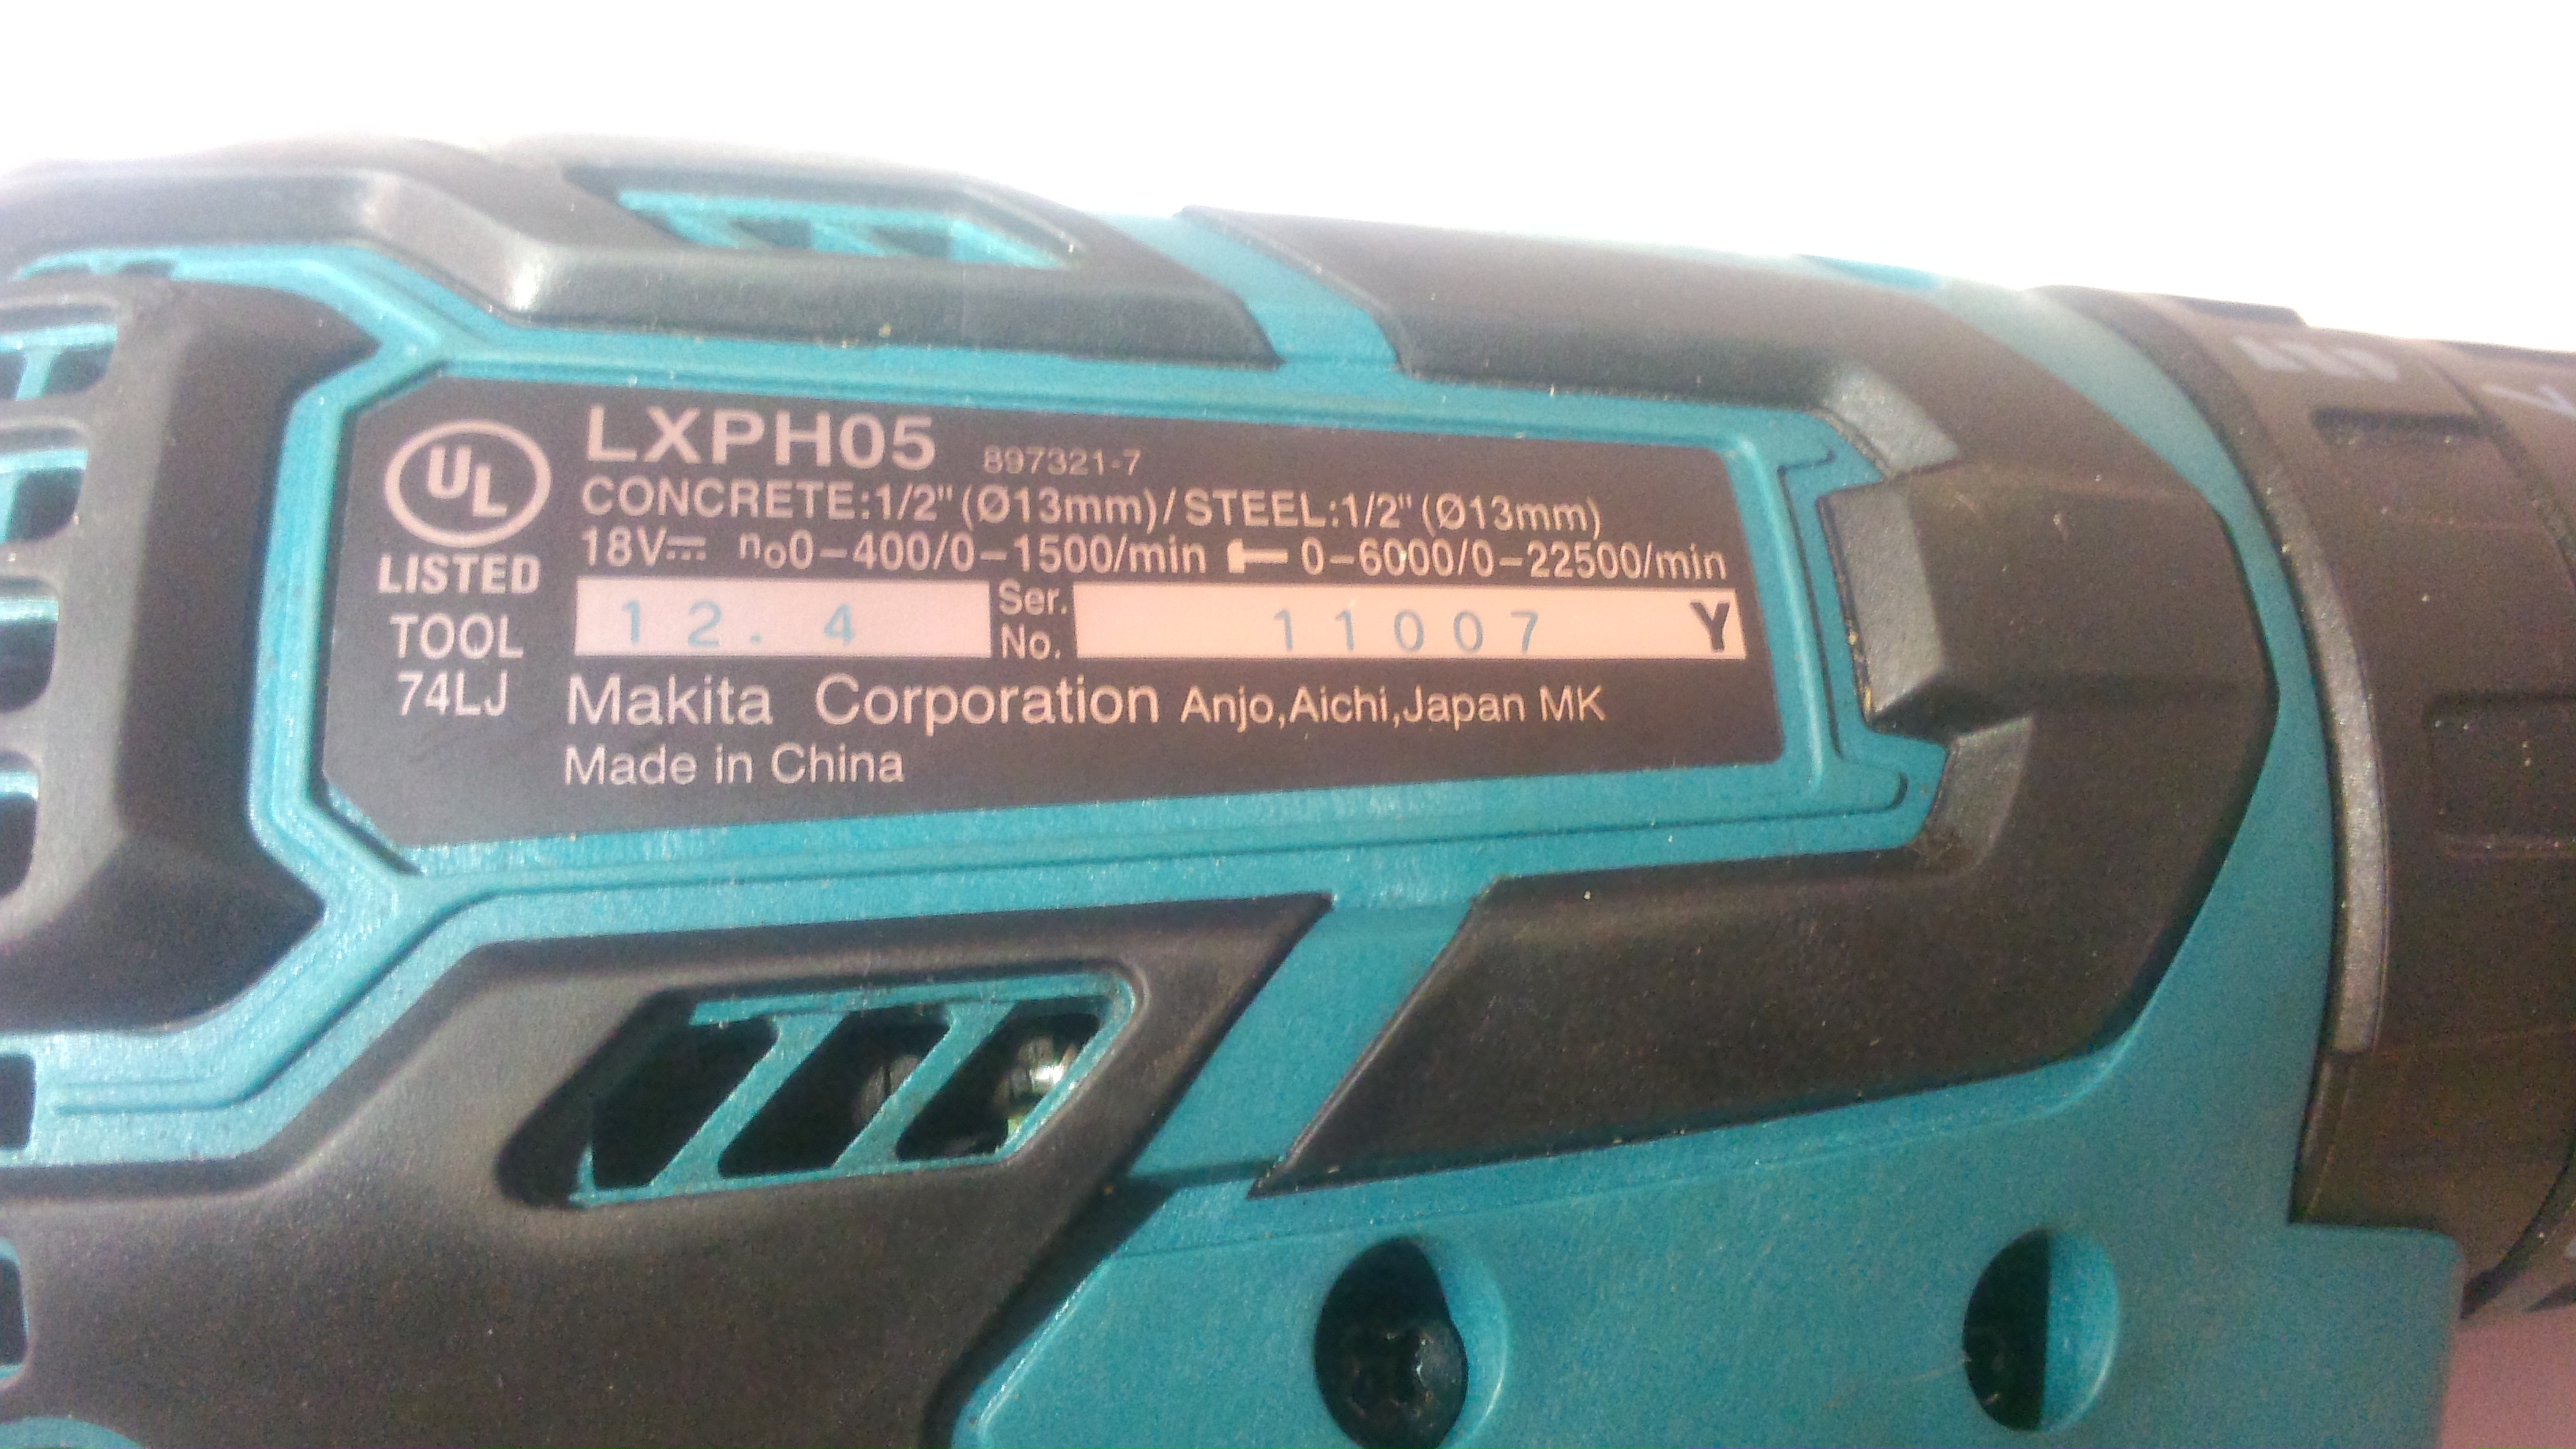 LXPH05 897321-7
CONCRETE:1/2"(Ø13mm)/STEEL:1/2"(Ø13mm)
18V⎓ n₀0–400/0–1500/min 0–6000/0–22500/min
UL
LISTED
TOOL
74LJ
12. 4
Ser.
No.
11007 Y
Makita Corporation Anjo,Aichi,Japan MK
Made in China